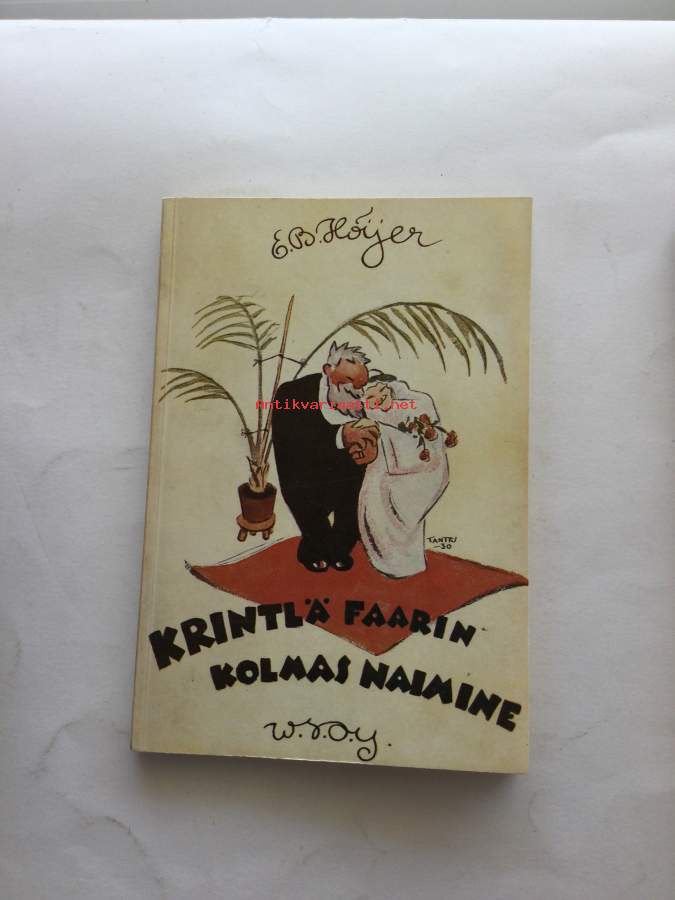 E.B. Höijer
Antikvariaatti.net
TANTTU
-30
KRINTLÄ FAARIN
KOLMAS NAIMINE
W.S.O.Y.